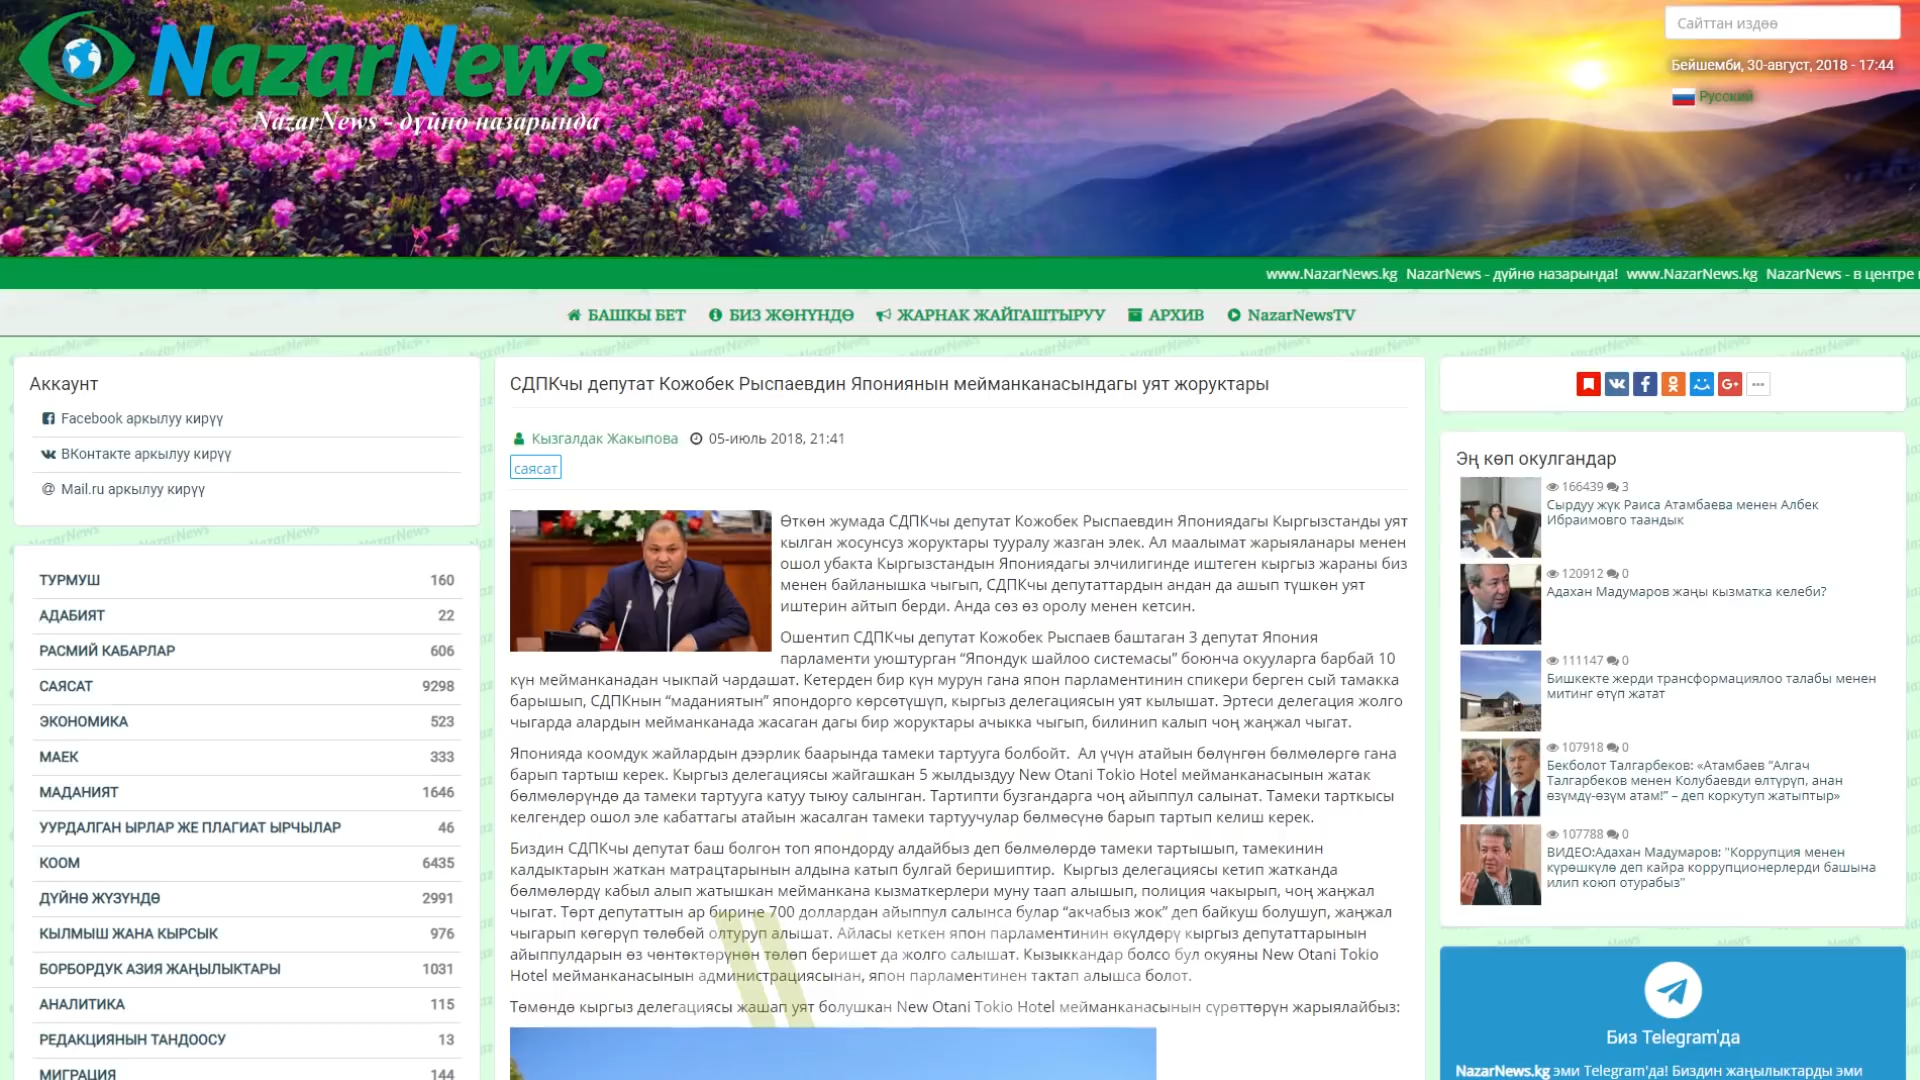 NazarNews
NazarNews - дүйнө назарында
Сайттан издөө
Бейшемби, 30-август, 2018 - 17:44
Русский
www.NazarNews.kg NazarNews - дүйнө назарында! www.NazarNews.kg NazarNews - в центре
БАШКЫ БЕТ БИЗ ЖӨНҮНДӨ ЖАРНАК ЖАЙГАШТЫРУУ АРХИВ NazarNewsTV
Аккаунт
Facebook аркылуу кирүү
ВКонтакте аркылуу кирүү
Mail.ru аркылуу кирүү
ТУРМУШ 160
АДАБИЯТ 22
РАСМИЙ КАБАРЛАР 606
САЯСАТ 9298
ЭКОНОМИКА 523
МАЕК 333
МАДАНИЯТ 1646
УУРДАЛГАН ЫРЛАР ЖЕ ПЛАГИАТ ЫРЧЫЛАР 46
КООМ 6435
ДҮЙНӨ ЖҮЗҮНДӨ 2991
КЫЛМЫШ ЖАНА КЫРСЫК 976
БОРБОРДУК АЗИЯ ЖАҢЫЛЫКТАРЫ 1031
АНАЛИТИКА 115
РЕДАКЦИЯНЫН ТАНДООСУ 13
МИГРАЦИЯ 144
СДПКчы депутат Кожобек Рыспаевдин Япониянын мейманканасындагы уят жоруктары
Кызгалдак Жакыпова 05-июль 2018, 21:41
саясат
Өткөн жумада СДПКчы депутат Кожобек Рыспаевдин Япониядагы Кыргызстанды уят
кылган жосунсуз жоруктары тууралу жазган элек. Ал маалымат жарыяланары менен
ошол убакта Кыргызстандын Япониядагы элчилигинде иштеген кыргыз жараны биз
менен байланышка чыгып, СДПКчы депутаттардын андан да ашып түшкөн уят
иштерин айтып берди. Анда сөз өз оролу менен кетсин.
Ошентип СДПКчы депутат Кожобек Рыспаев баштаган 3 депутат Япония
парламенти уюштурган “Япондук шайлоо системасы” боюнча окууларга барбай 10
күн мейманканадан чыкпай чардашат. Кетерден бир күн мурун гана япон парламентинин спикери берген сый тамакка
барышып, СДПКнын “маданиятын” япондорго көрсөтүшүп, кыргыз делегациясын уят кылышат. Эртеси делегация жолго
чыгарда алардын мейманканада жасаган дагы бир жоруктары ачыкка чыгып, билинип калып чоң жаңжал чыгат.
Японияда коомдук жайлардын дээрлик баарында тамеки тартууга болбойт. Ал үчүн атайын бөлүнгөн бөлмөлөргө гана
барып тартыш керек. Кыргыз делегациясы жайгашкан 5 жылдыздуу New Otani Tokio Hotel мейманканасынын жатак
бөлмөлөрүндө да тамеки тартууга катуу тыюу салынган. Тартипти бузгандарга чоң айыппул салынат. Тамеки тарткысы
келгендер ошол эле кабаттагы атайын жасалган тамеки тартуучулар бөлмөсүнө барып тартып келиш керек.
Биздин СДПКчы депутат баш болгон топ япондорду алдайбыз деп бөлмөлөрдө тамеки тартышып, тамекинин
калдыктарын жаткан матрацтарынын алдына катып булгай беришиптир. Кыргыз делегациясы кетип жатканда
бөлмөлөрдү кабыл алып жатышкан мейманкана кызматкерлери муну таап алышып, полиция чакырып, чоң жаңжал
чыгат. Төрт депутаттын ар бирине 700 доллардан айыппул салынса булар “акчабыз жок” деп байкуш болушуп, жаңжал
чыгарып көгөрүп төлөбөй олтуруп алышат. Айласы кеткен япон парламентинин өкүлдөрү кыргыз депутаттарынын
айыппулдарын өз чөнтөктөрүнөн төлөп беришет да жолго салышат. Кызыккандар болсо бул окуяны New Otani Tokio
Hotel мейманканасынын администрациясынан, япон парламентинен тактап алышса болот.
Төмөндө кыргыз делегациясы жашап уят болушкан New Otani Tokio Hotel мейманканасынын сүрөттөрүн жарыялайбыз:
Эң көп окулгандар
166439 3
Сырдуу жүк Раиса Атамбаева менен Албек
Ибраимовго таандык
120912 0
Адахан Мадумаров жаңы кызматка келеби?
111147 0
Бишкекте жерди трансформациялоо талабы менен
митинг өтүп жатат
107918 0
Бекболот Талгарбеков: «Атамбаев “Алгач
Талгарбеков менен Колубаевди өлтүрүп, анан
өзүмдү-өзүм атам!” – деп коркутуп жатыптыр»
107788 0
ВИДЕО:Адахан Мадумаров: "Коррупция менен
күрөшкүлө деп кайра коррупционерлерди башына
илип коюп отурабыз"
Биз Telegram'да
NazarNews.kg эми Telegram'да! Биздин жаңылыктарды эми